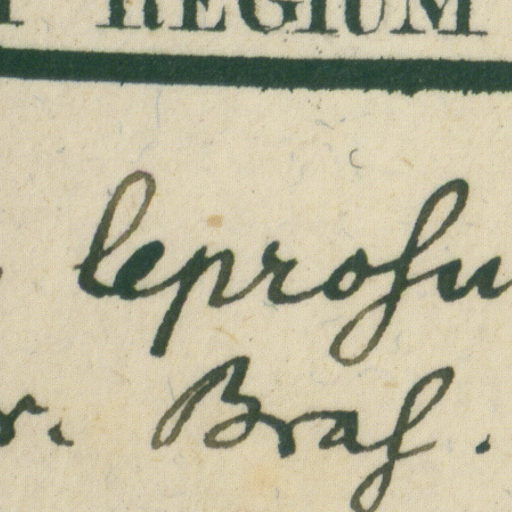 REGIUM
leprosu
r. Bras.